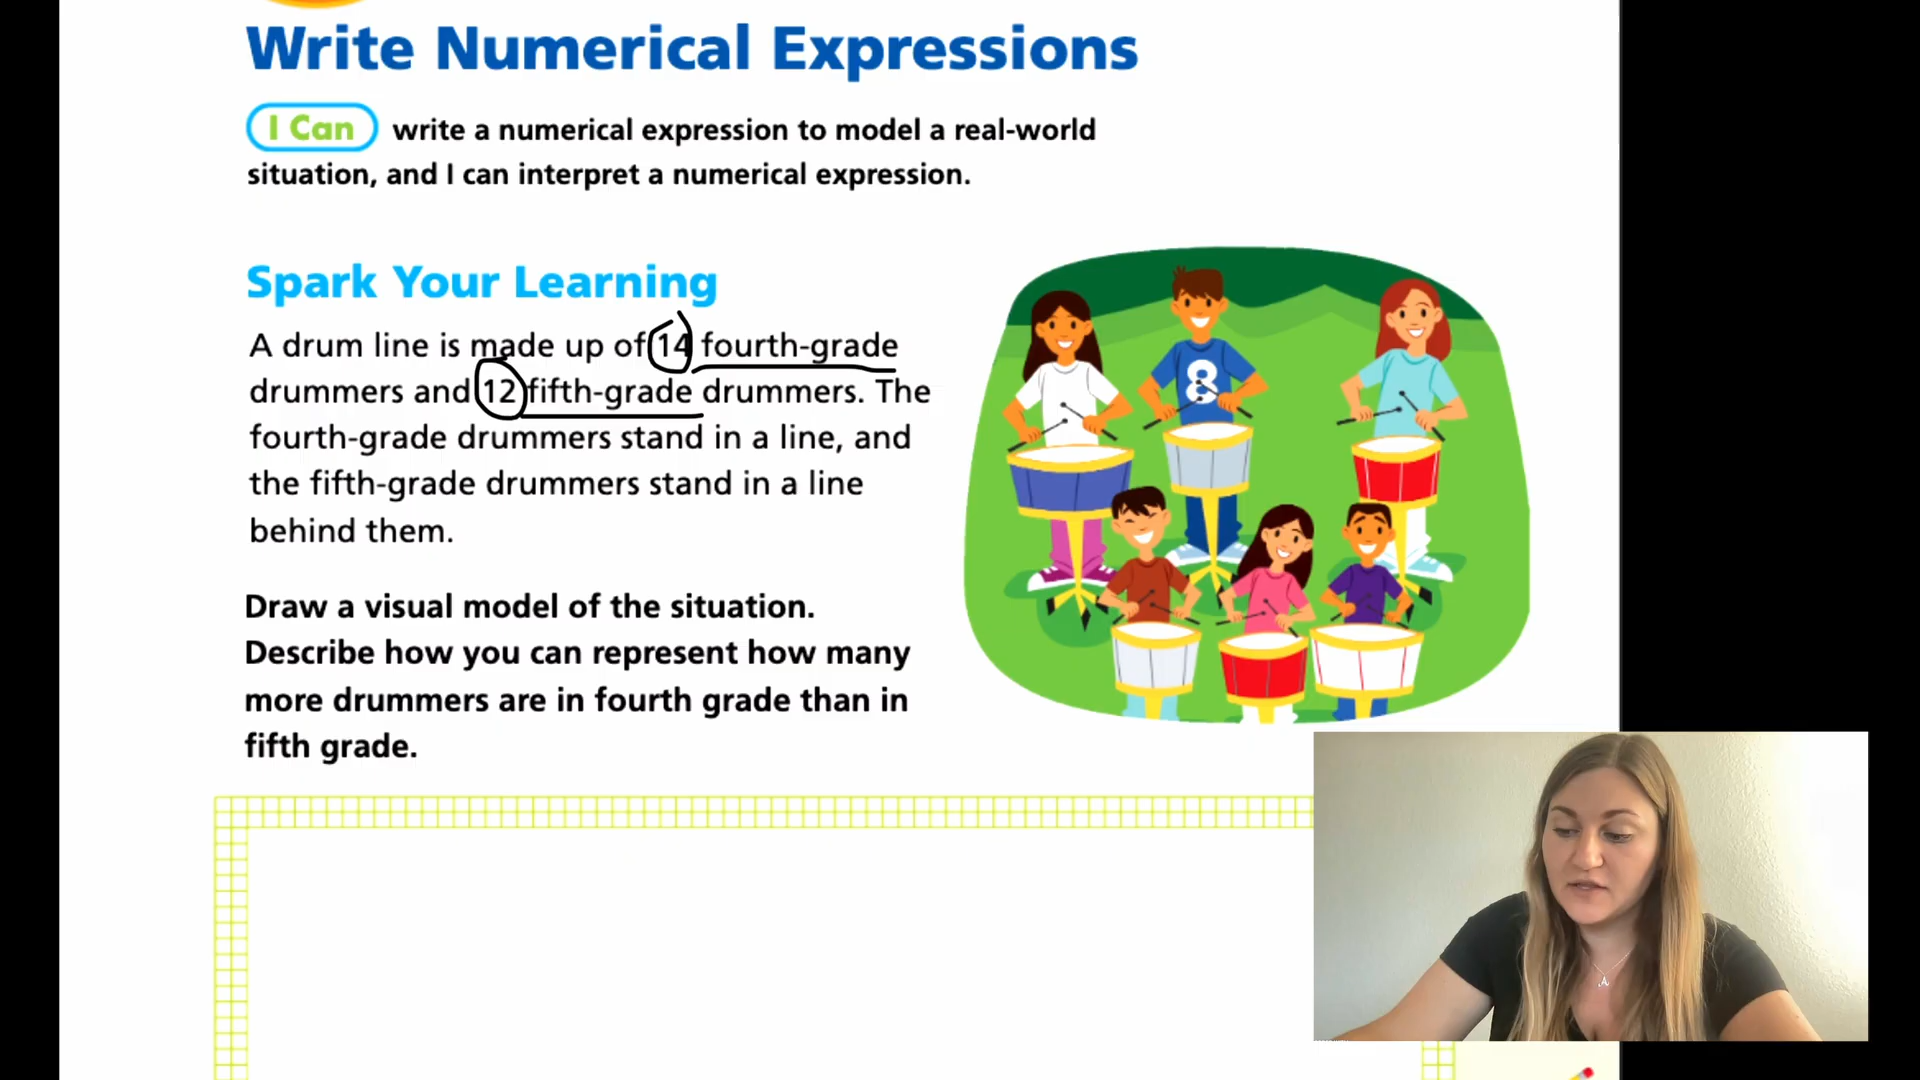 Write Numerical Expressions
I Can write a numerical expression to model a real-world
situation, and I can interpret a numerical expression.
Spark Your Learning
A drum line is made up of 14 fourth-grade
drummers and 12 fifth-grade drummers. The
fourth-grade drummers stand in a line, and
the fifth-grade drummers stand in a line
behind them.
Draw a visual model of the situation.
Describe how you can represent how many
more drummers are in fourth grade than in
fifth grade.
8